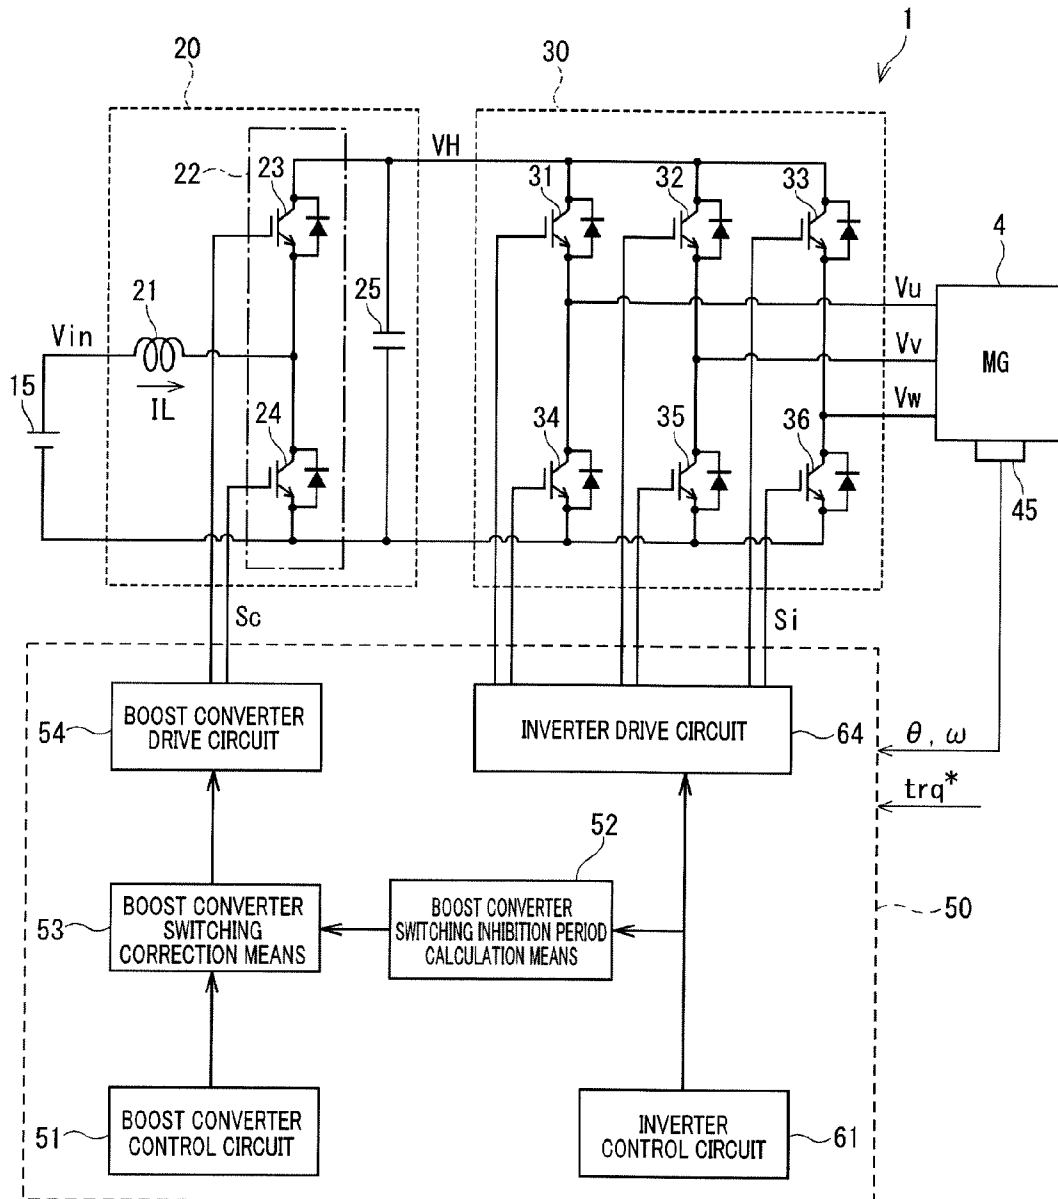 1
20
30
VH
22
23
31
32
33
4
21
25
Vin
Vu
Vv
Vw
MG
15
IL
24
34
35
36
45
Sc
Si
54
BOOST CONVERTER
DRIVE CIRCUIT
INVERTER DRIVE CIRCUIT
64
θ, ω
trq*
52
53
BOOST CONVERTER
SWITCHING
CORRECTION MEANS
BOOST CONVERTER
SWITCHING INHIBITION PERIOD
CALCULATION MEANS
50
51
BOOST CONVERTER
CONTROL CIRCUIT
INVERTER
CONTROL CIRCUIT
61